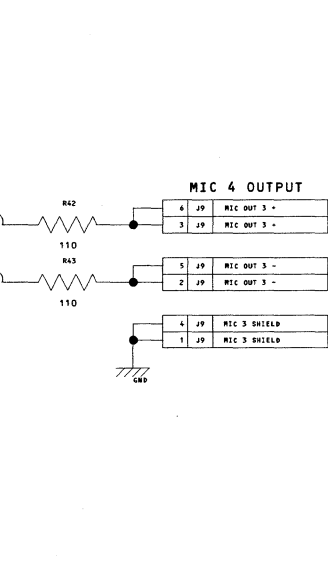 MIC 4 OUTPUT
R42
6 J9 MIC OUT 3 +
3 J9 MIC OUT 3 +
110
R43
5 J9 MIC OUT 3 -
2 J9 MIC OUT 3 -
110
4 J9 MIC 3 SHIELD
1 J9 MIC 3 SHIELD
GND